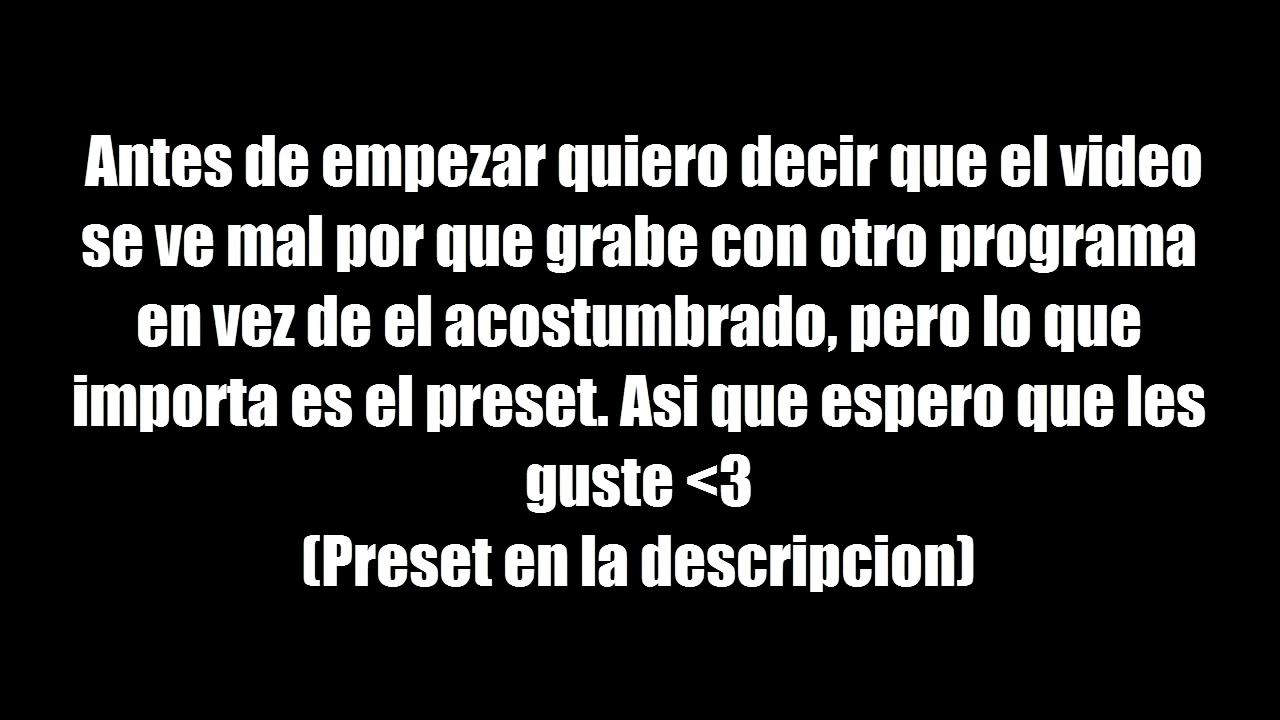 Antes de empezar quiero decir que el video
se ve mal por que grabe con otro programa
en vez de el acostumbrado, pero lo que
importa es el preset. Asi que espero que les
guste <3
(Preset en la descripcion)